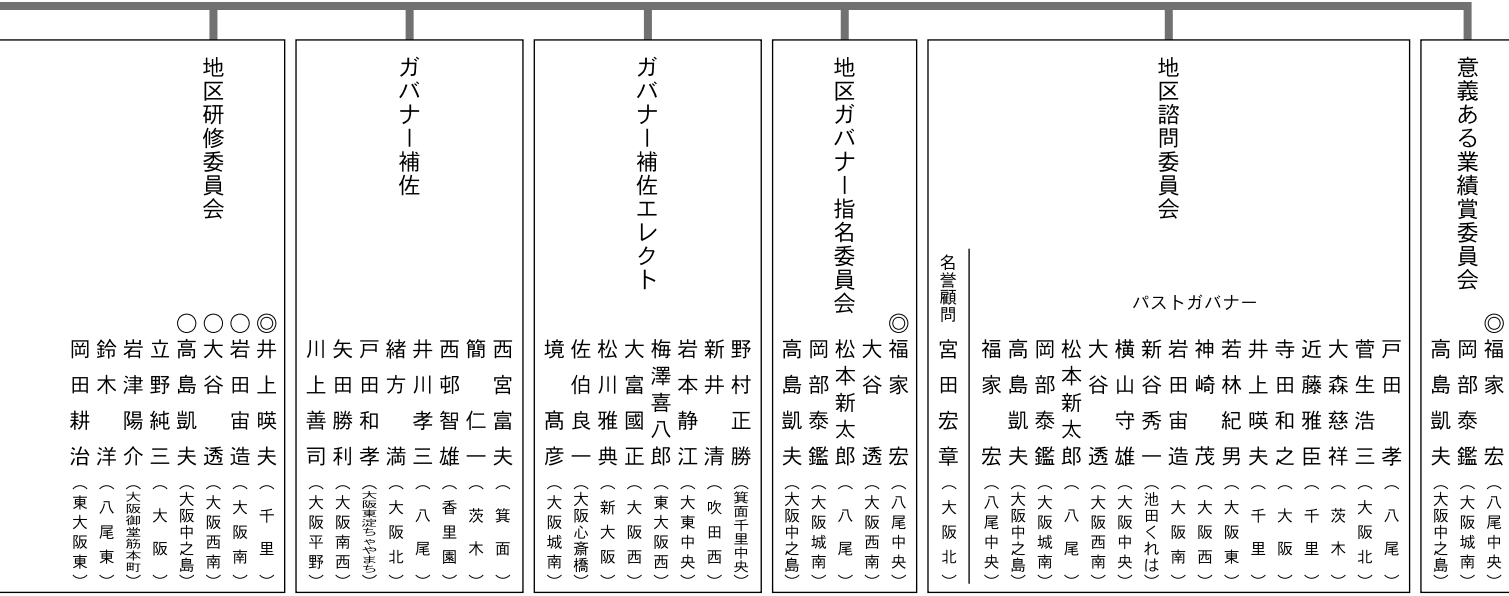 意義ある業績賞委員会
◎福家宏（八尾中央）
岡部泰鑑（大阪城南）
高島凱夫（大阪中之島）
地区諮問委員会
パストガバナー
戸田孝（八尾）
菅生浩三（大阪北）
大森慈祥（茨木）
近藤雅臣（千里）
寺田和之（大阪）
井上暎夫（千里）
若林紀男（大阪東）
神崎茂（大阪西）
岩田宙造（大阪南）
新谷秀一（池田くれは）
横山守雄（大阪中央）
大谷透（大阪西南）
松本新太郎（八尾）
岡部泰鑑（大阪城南）
高島凱夫（大阪中之島）
福家宏（八尾中央）
名誉顧問
宮田宏章（大阪北）
地区ガバナー指名委員会
◎福家宏（八尾中央）
大谷透（大阪西南）
松本新太郎（八尾）
岡部泰鑑（大阪城南）
高島凱夫（大阪中之島）
ガバナー補佐エレクト
野村正勝（箕面千里中央）
新井清（吹田西）
岩本静江（大東中央）
梅澤喜八郎（東大阪西）
大富國正（大阪西）
松川雅典（新大阪）
佐伯良一（大阪心斎橋）
境髙彦（大阪城南）
ガバナー補佐
西宮富夫（箕面）
簡仁一（茨木）
西邨智雄（香里園）
井川孝三（八尾）
緒方満（大阪北）
戸田和孝（大阪東淀ちゃやまち）
矢田勝利（大阪南西）
川上善司（大阪平野）
地区研修委員会
◎井上暎夫（千里）
○岩田宙造（大阪南）
○大谷透（大阪西南）
○高島凱夫（大阪中之島）
立野純三（大阪）
岩津陽介（大阪御堂筋本町）
鈴木洋（八尾東）
岡田耕治（東大阪東）